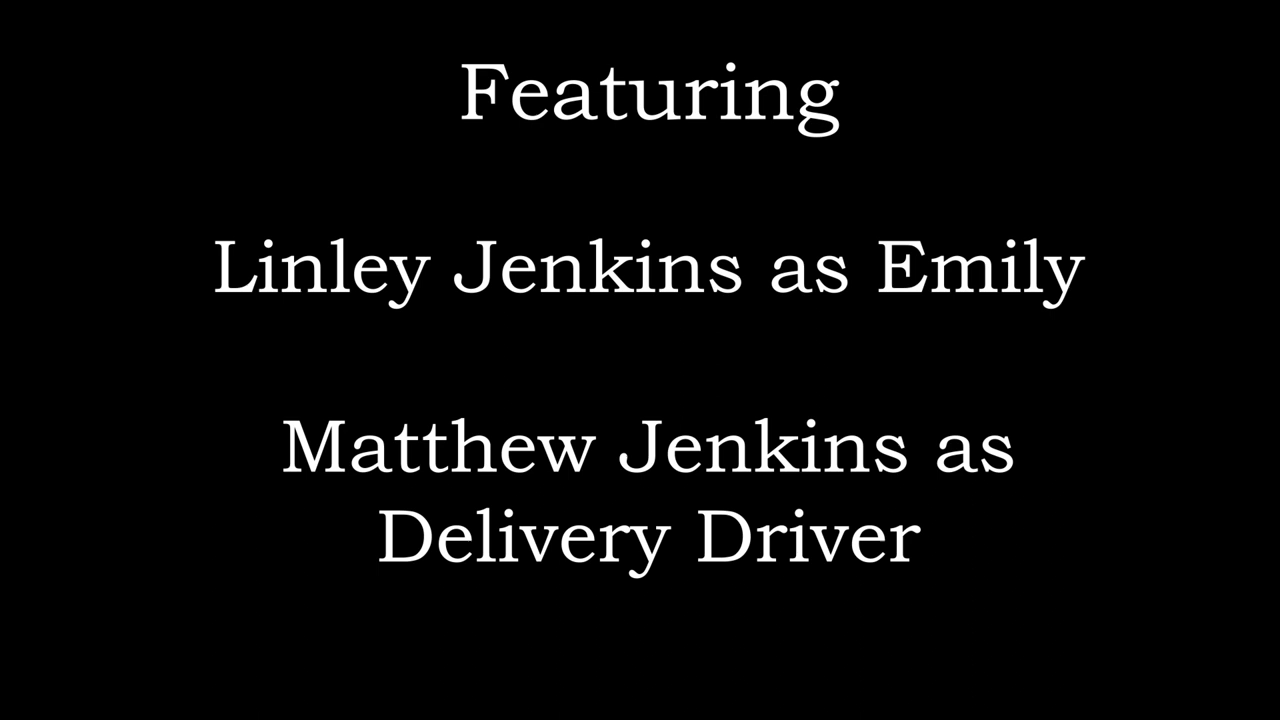 Featuring
Linley Jenkins as Emily
Matthew Jenkins as
Delivery Driver